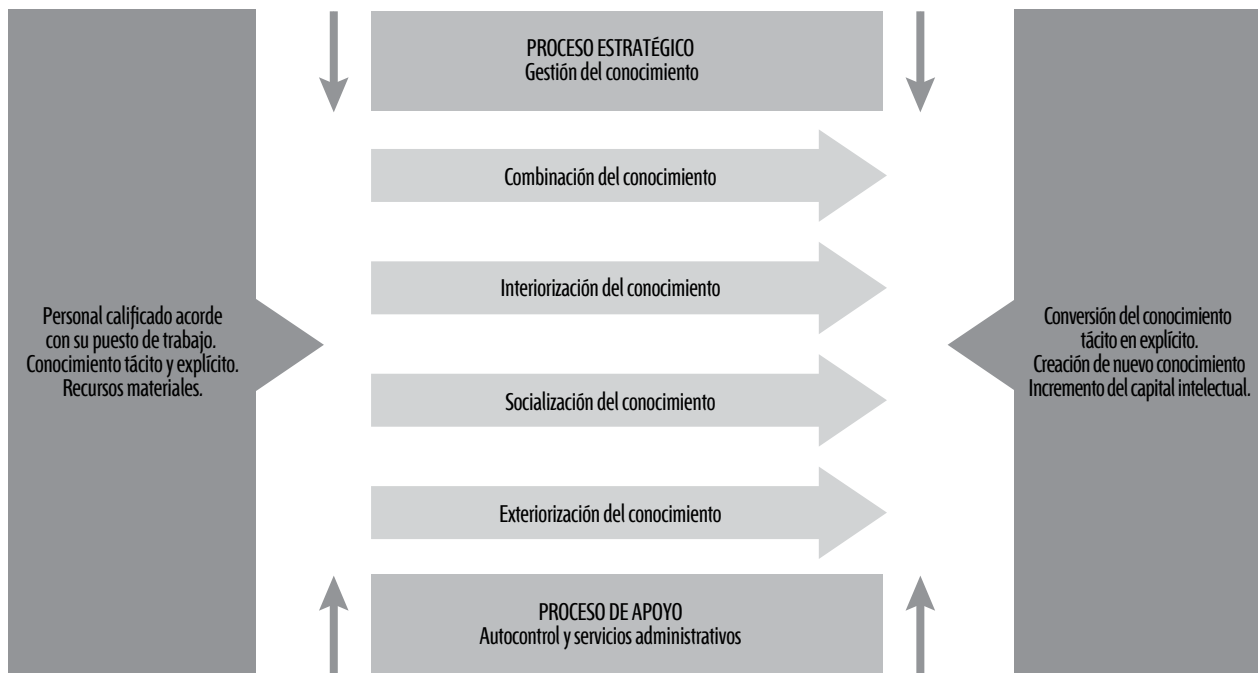 PROCESO ESTRATÉGICO
Gestión del conocimiento
Personal calificado acorde
con su puesto de trabajo.
Conocimiento tácito y explícito.
Recursos materiales.
Combinación del conocimiento
Interiorización del conocimiento
Socialización del conocimiento
Exteriorización del conocimiento
Conversión del conocimiento
tácito en explícito.
Creación de nuevo conocimiento
Incremento del capital intelectual.
PROCESO DE APOYO
Autocontrol y servicios administrativos